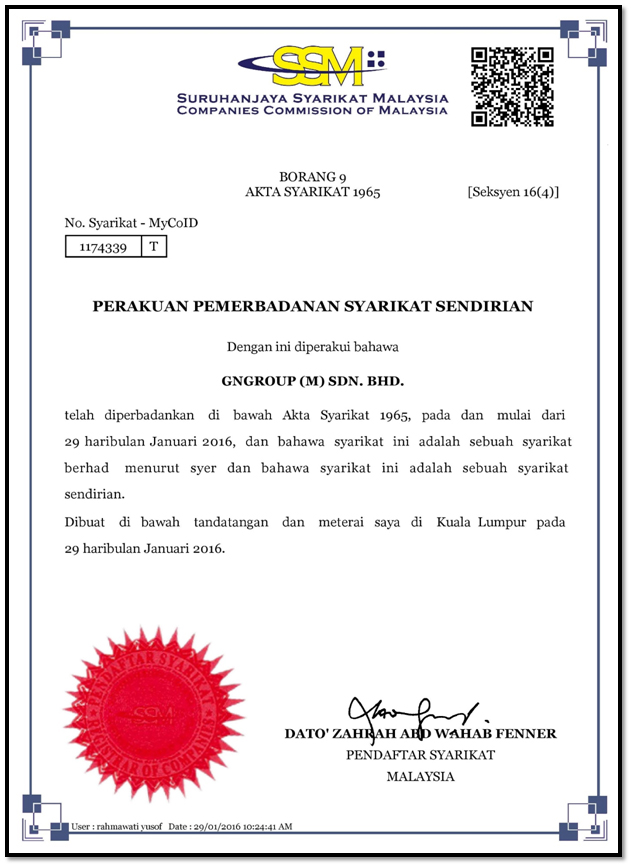 SSM
SURUHANJAYA SYARIKAT MALAYSIA
COMPANIES COMMISSION OF MALAYSIA
BORANG 9
AKTA SYARIKAT 1965 [Seksyen 16(4)]
No. Syarikat - MyCoID
1174339 T
PERAKUAN PEMERBADANAN SYARIKAT SENDIRIAN
Dengan ini diperakui bahawa
GNGROUP (M) SDN. BHD.
telah diperbadankan di bawah Akta Syarikat 1965, pada dan mulai dari
29 haribulan Januari 2016, dan bahawa syarikat ini adalah sebuah syarikat
berhad menurut syer dan bahawa syarikat ini adalah sebuah syarikat
sendirian.
Dibuat di bawah tandatangan dan meterai saya di Kuala Lumpur pada
29 haribulan Januari 2016.
PENDAFTAR SYARIKAT
SSM
REGISTRAR OF COMPANIES
DATO' ZAHRAH ABD WAHAB FENNER
PENDAFTAR SYARIKAT
MALAYSIA
User : rahmawati yusof Date : 29/01/2016 10:24:41 AM